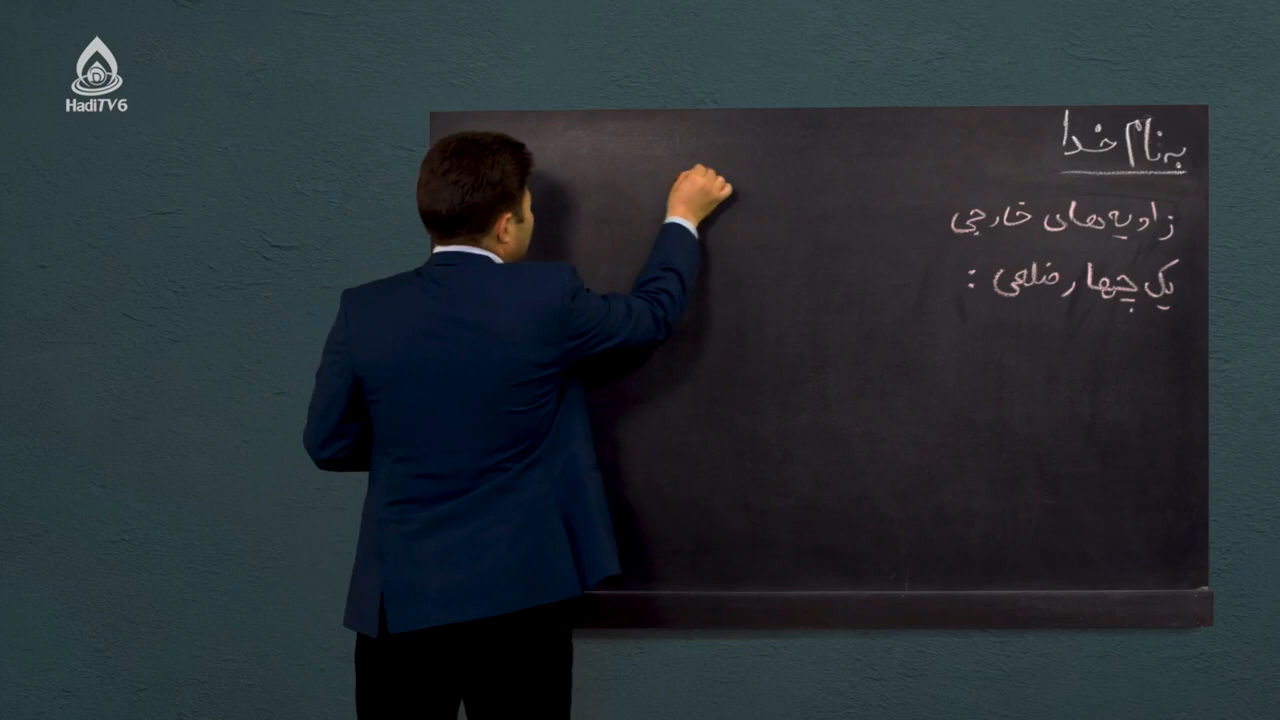 HadiTV6
به نام خدا
زاویه‌های خارجی
یک چهارضلعی :